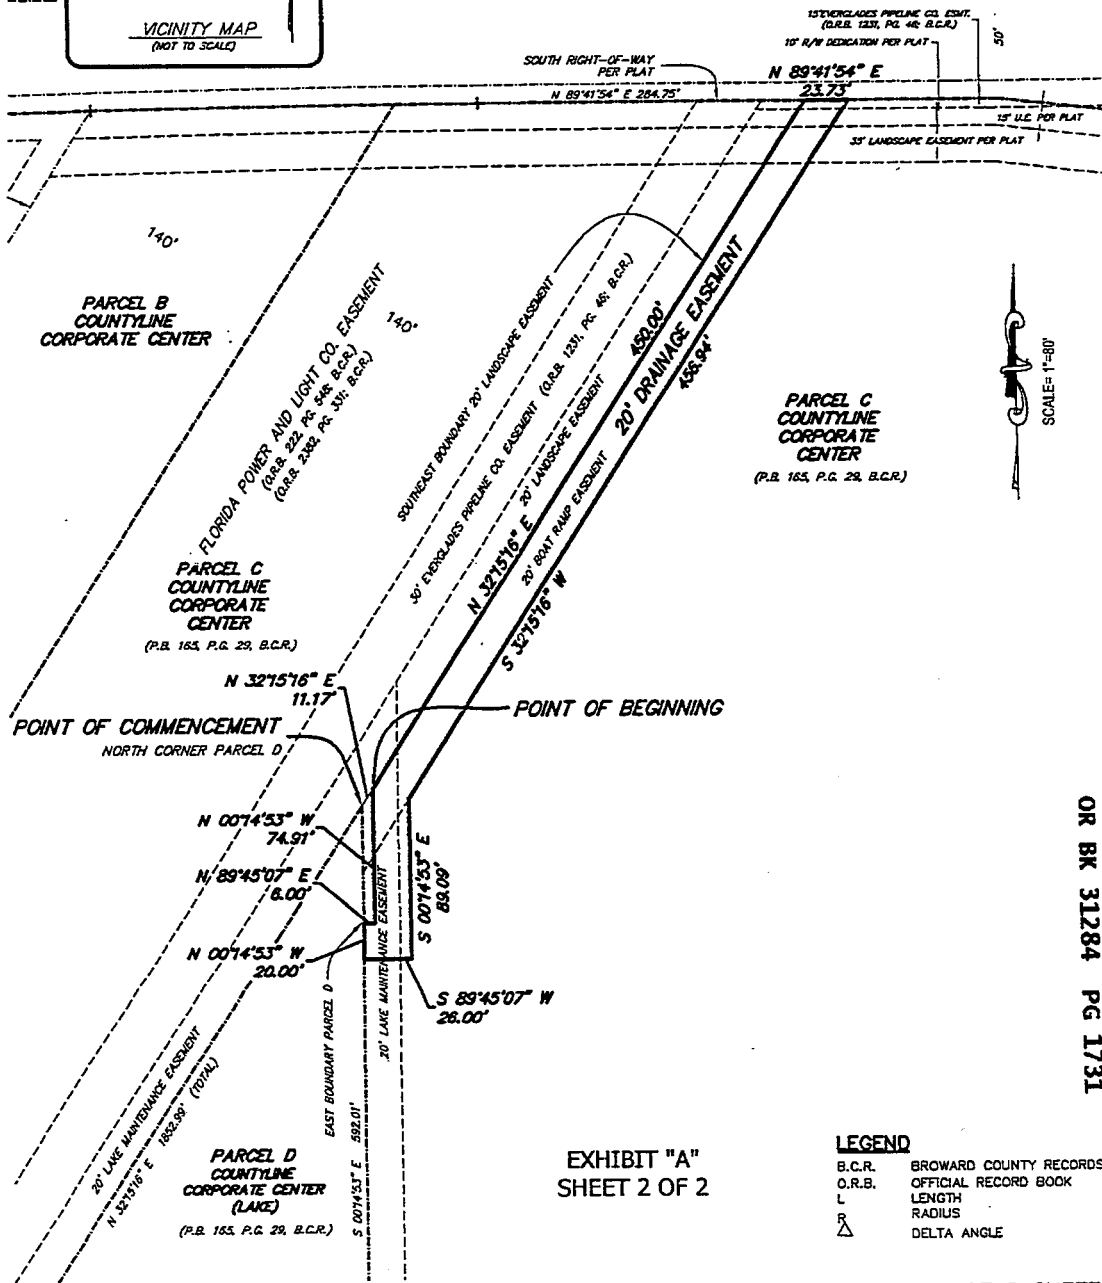 VICINITY MAP
(NOT TO SCALE)
15' EVERGLADES PIPELINE CO. ESMT.
(O.R.B. 1231, PG. 46; B.C.R.)
10' R/W DEDICATION PER PLAT
50'
SOUTH RIGHT-OF-WAY
PER PLAT
N 89°41'54" E
23.73'
N 89°41'54" E 284.75'
15' U.E. PER PLAT
35' LANDSCAPE EASEMENT PER PLAT
140'
PARCEL B
COUNTYLINE
CORPORATE CENTER
FLORIDA POWER AND LIGHT CO. EASEMENT
(O.R.B. 222, PG. 548; B.C.R.)
(O.R.B. 2382, PG. 331; B.C.R.)
140'
SOUTHEAST BOUNDARY 20' LANDSCAPE EASEMENT
50' EVERGLADES PIPELINE CO. EASEMENT (O.R.B. 1231, PG. 46; B.C.R.)
20' LANDSCAPE EASEMENT
N 32°15'16" E
450.00'
20' DRAINAGE EASEMENT
20' BOAT RAMP EASEMENT
S 32°15'16" W
456.94'
PARCEL C
COUNTYLINE
CORPORATE
CENTER
(P.B. 165, P.G. 29, B.C.R.)
SCALE= 1"=80'
PARCEL C
COUNTYLINE
CORPORATE
CENTER
(P.B. 165, P.G. 29, B.C.R.)
N 32°15'16" E
11.17'
POINT OF BEGINNING
POINT OF COMMENCEMENT
NORTH CORNER PARCEL D
N 00°14'53" W
74.91'
N 89°45'07" E
6.00'
N 00°14'53" W
20.00'
S 00°14'53" E
89.09'
S 89°45'07" W
26.00'
EAST BOUNDARY PARCEL D
20' LAKE MAINTENANCE EASEMENT
S 00°14'53" E 592.01'
20' LAKE MAINTENANCE EASEMENT
N 32°15'16" E 1852.99' (TOTAL)
PARCEL D
COUNTYLINE
CORPORATE CENTER
(LAKE)
(P.B. 165, P.G. 29, B.C.R.)
EXHIBIT "A"
SHEET 2 OF 2
OR BK 31284 PG 1731
LEGEND
B.C.R. BROWARD COUNTY RECORDS
O.R.B. OFFICIAL RECORD BOOK
L LENGTH
R RADIUS
Δ DELTA ANGLE